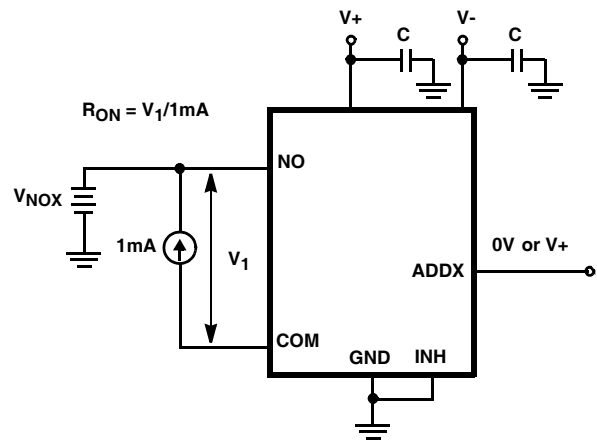 V+
C
V-
C
R_ON = V_1/1mA
NO
V_NOX
1mA
V_1
0V or V+
ADDX
COM
GND
INH